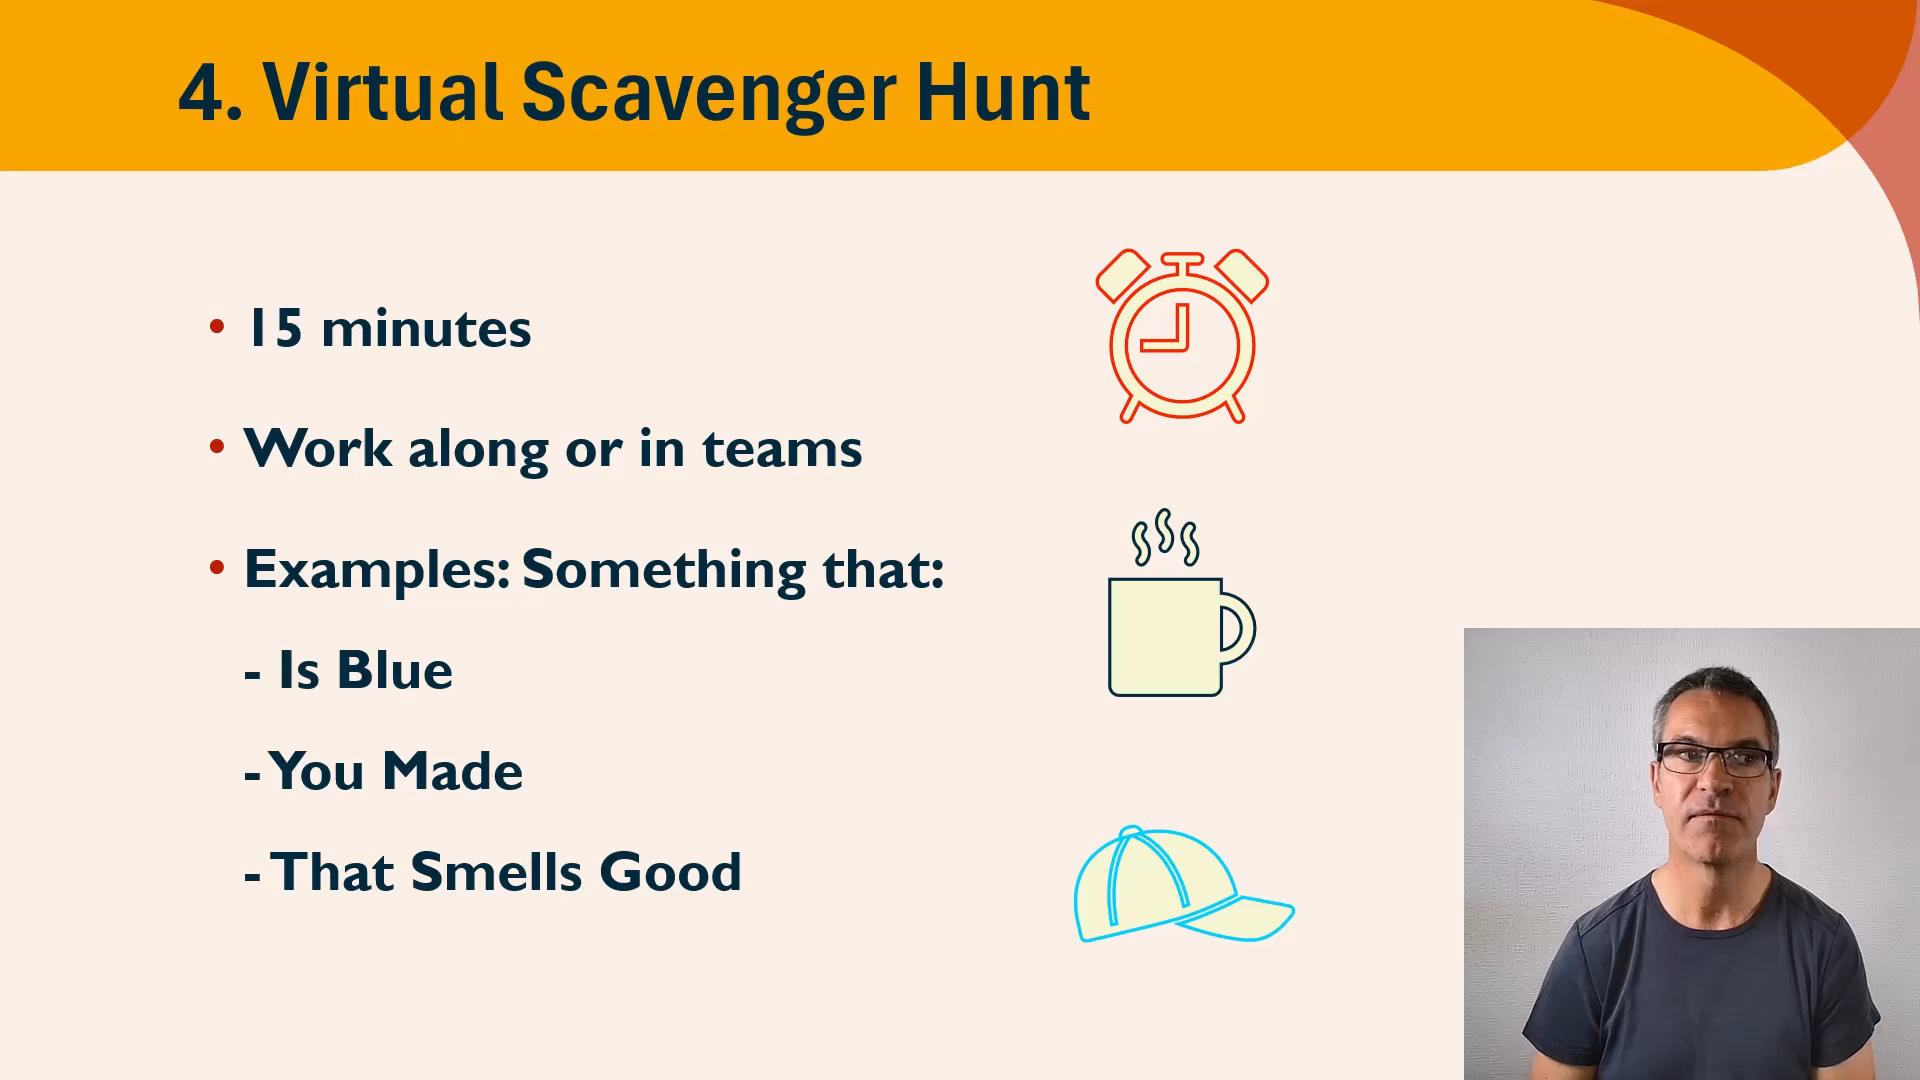 4. Virtual Scavenger Hunt
• 15 minutes
• Work along or in teams
• Examples: Something that:
- Is Blue
- You Made
- That Smells Good